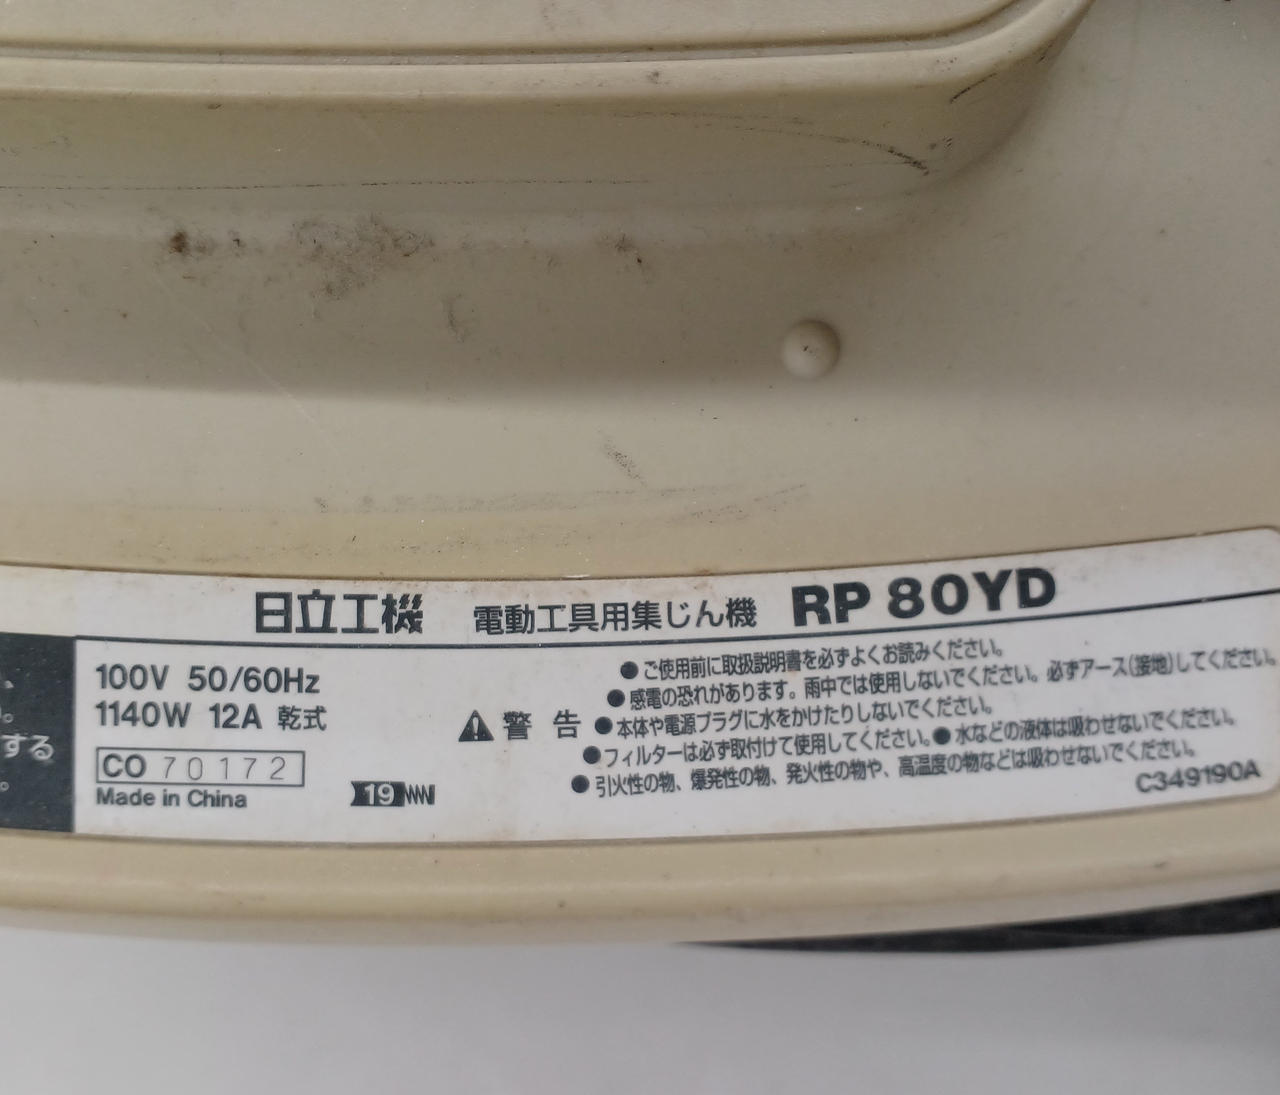 日立工機 電動工具用集じん機 RP 80YD
100V 50/60Hz
1140W 12A 乾式
CO 70172
Made in China
19
警告
●ご使用前に取扱説明書を必ずよくお読みください。
●感電の恐れがあります。雨中では使用しないでください。必ずアース(接地)してください。
●本体や電源プラグに水をかけたりしないでください。
●フィルターは必ず取付けて使用してください。●水などの液体は吸わせないでください。
●引火性の物、爆発性の物、発火性の物や、高温度の物などは吸わせないでください。
C349190A
、
。
する
。